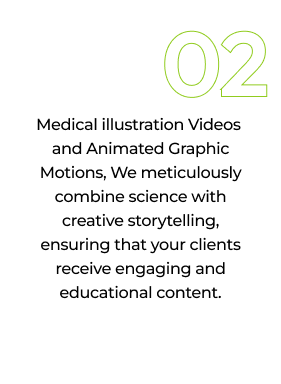 02
Medical illustration Videos
and Animated Graphic
Motions, We meticulously
combine science with
creative storytelling,
ensuring that your clients
receive engaging and
educational content.